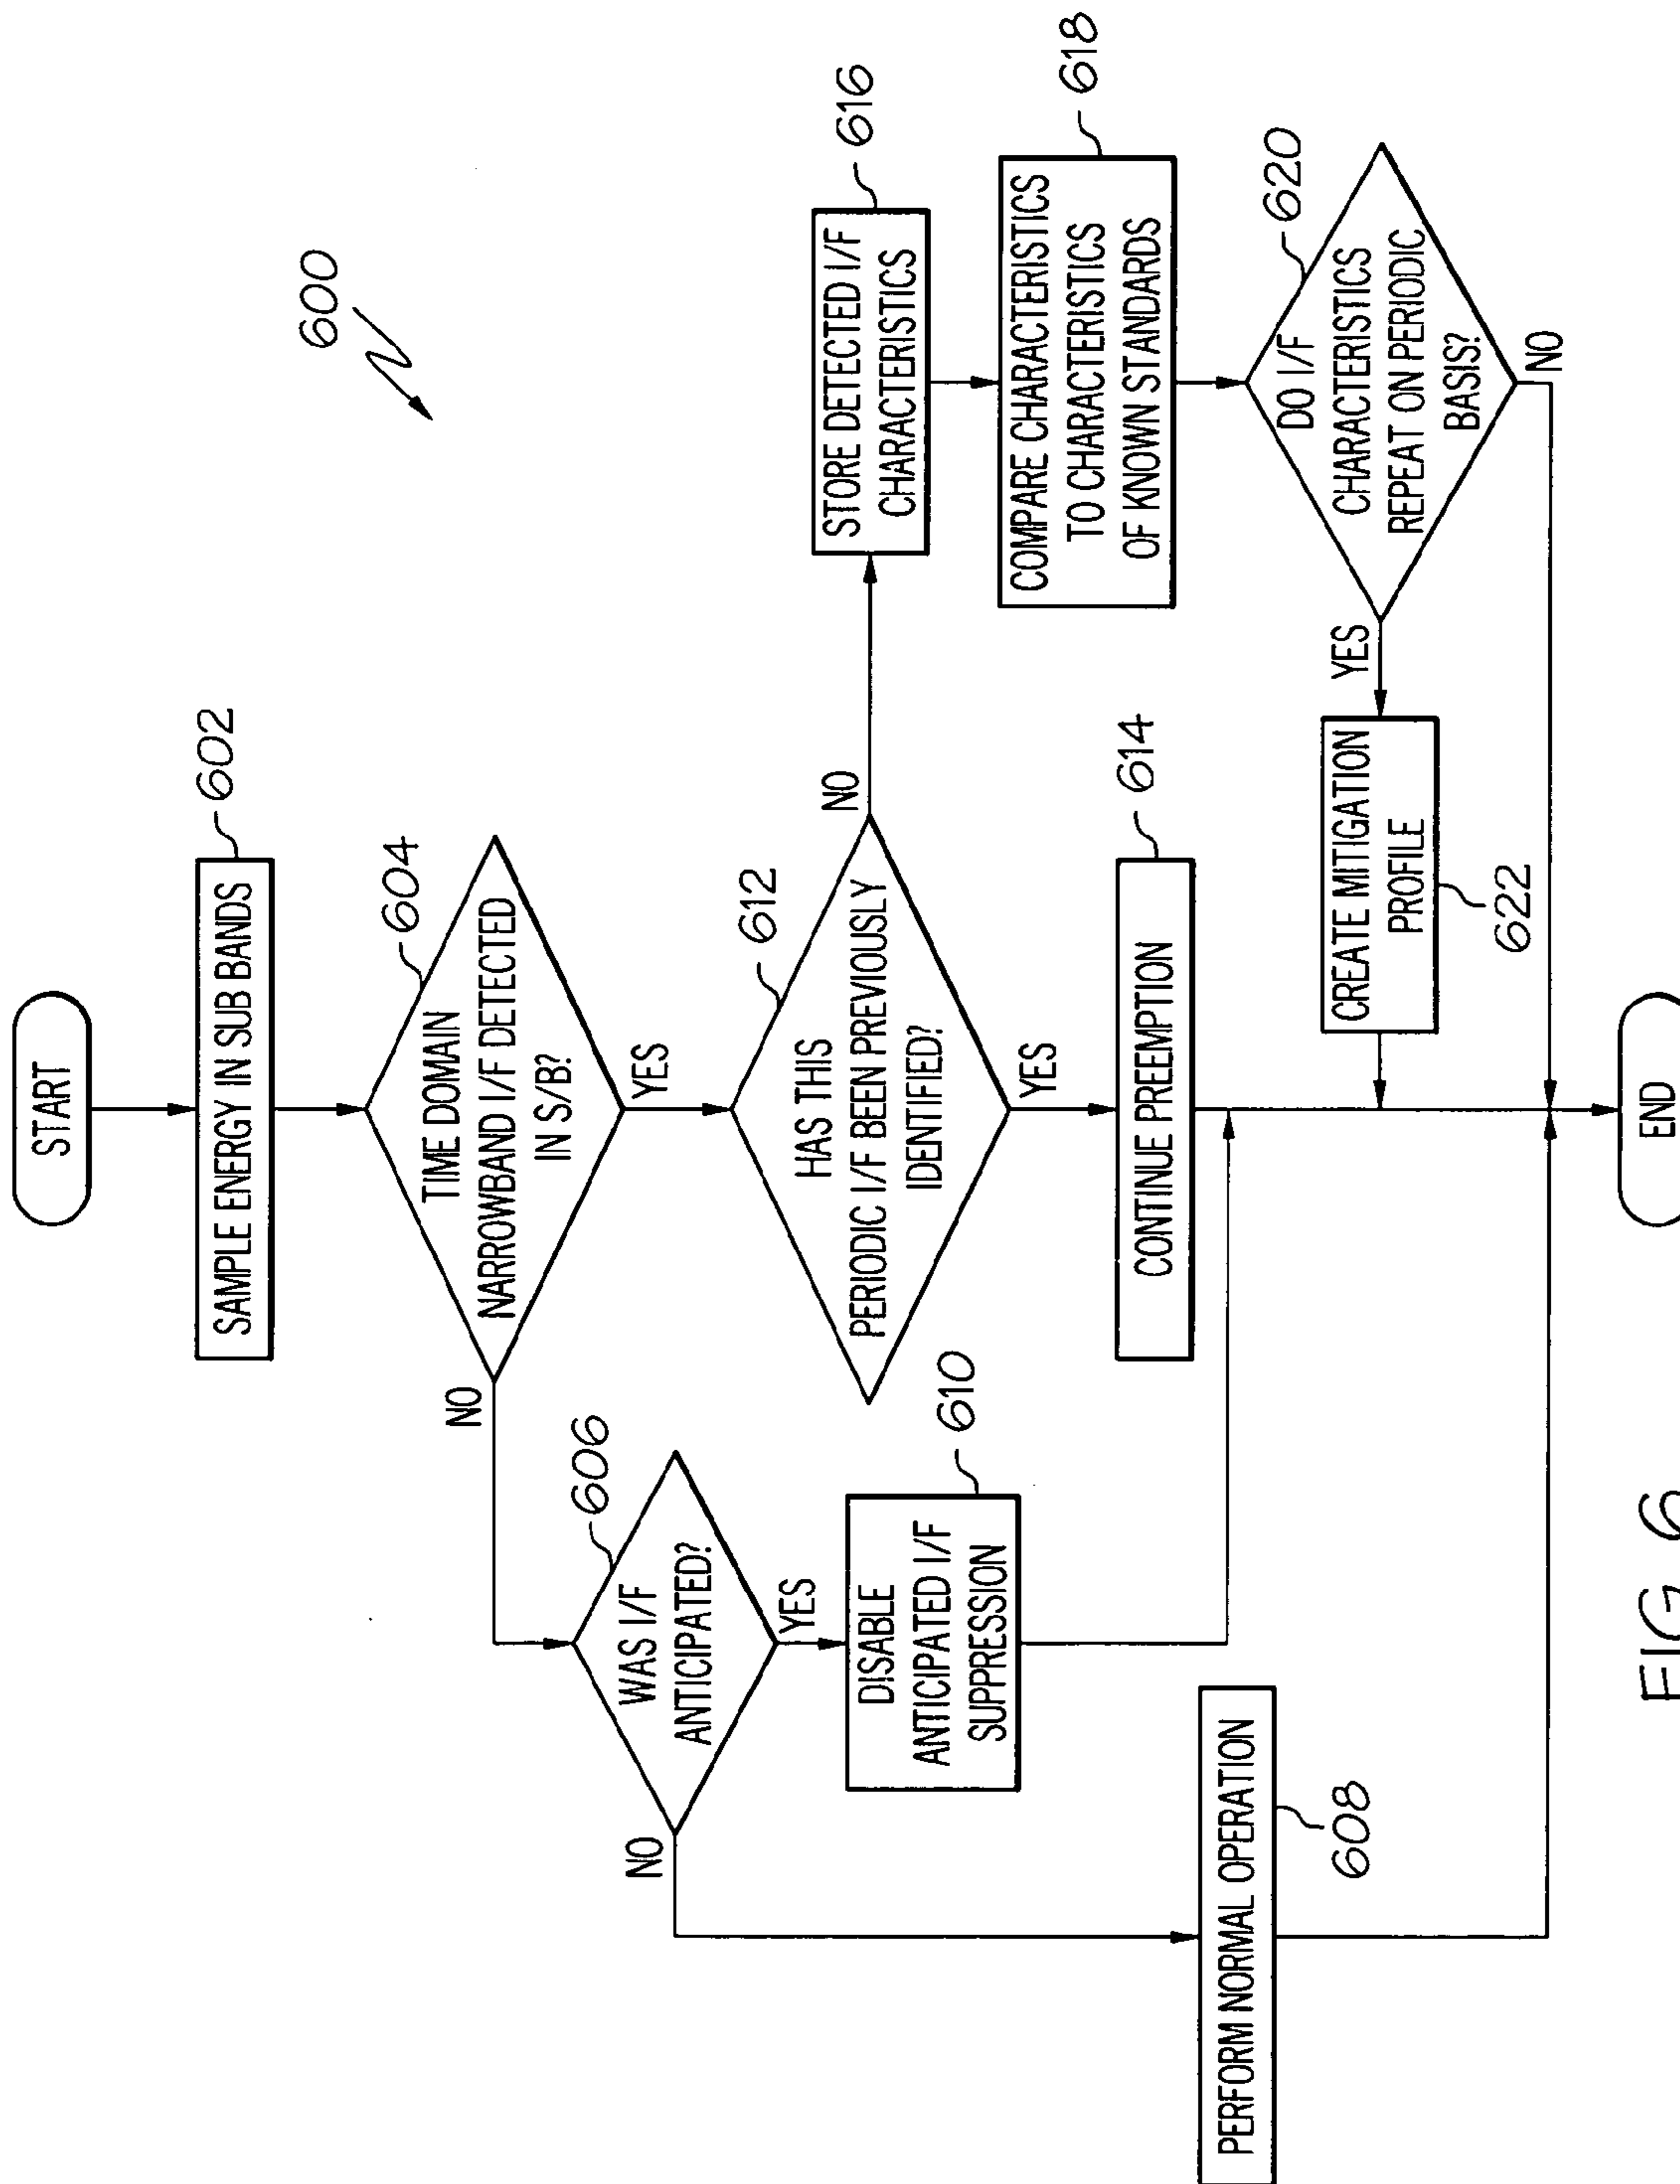 600
START
SAMPLE ENERGY IN SUB BANDS
602
TIME DOMAIN
NARROWBAND I/F DETECTED
IN S/B?
604
NO
YES
WAS I/F
ANTICIPATED?
606
NO
YES
HAS THIS
PERIODIC I/F BEEN PREVIOUSLY
IDENTIFIED?
612
NO
YES
STORE DETECTED I/F
CHARACTERISTICS
616
DISABLE
ANTICIPATED I/F
SUPPRESSION
610
COMPARE CHARACTERISTICS
TO CHARACTERISTICS
OF KNOWN STANDARDS
618
PERFORM NORMAL OPERATION
608
CONTINUE PREEMPTION
614
DO I/F
CHARACTERISTICS
REPEAT ON PERIODIC
BASIS?
620
YES
NO
CREATE MITIGATION
PROFILE
622
END
FIG. 6